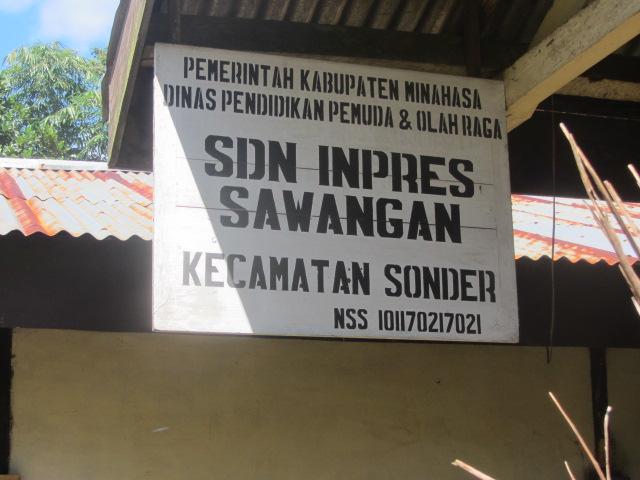 PEMERINTAH KABUPATEN MINAHASA
DINAS PENDIDIKAN PEMUDA & OLAH RAGA
SDN INPRES
SAWANGAN
KECAMATAN SONDER
NSS 101170217021